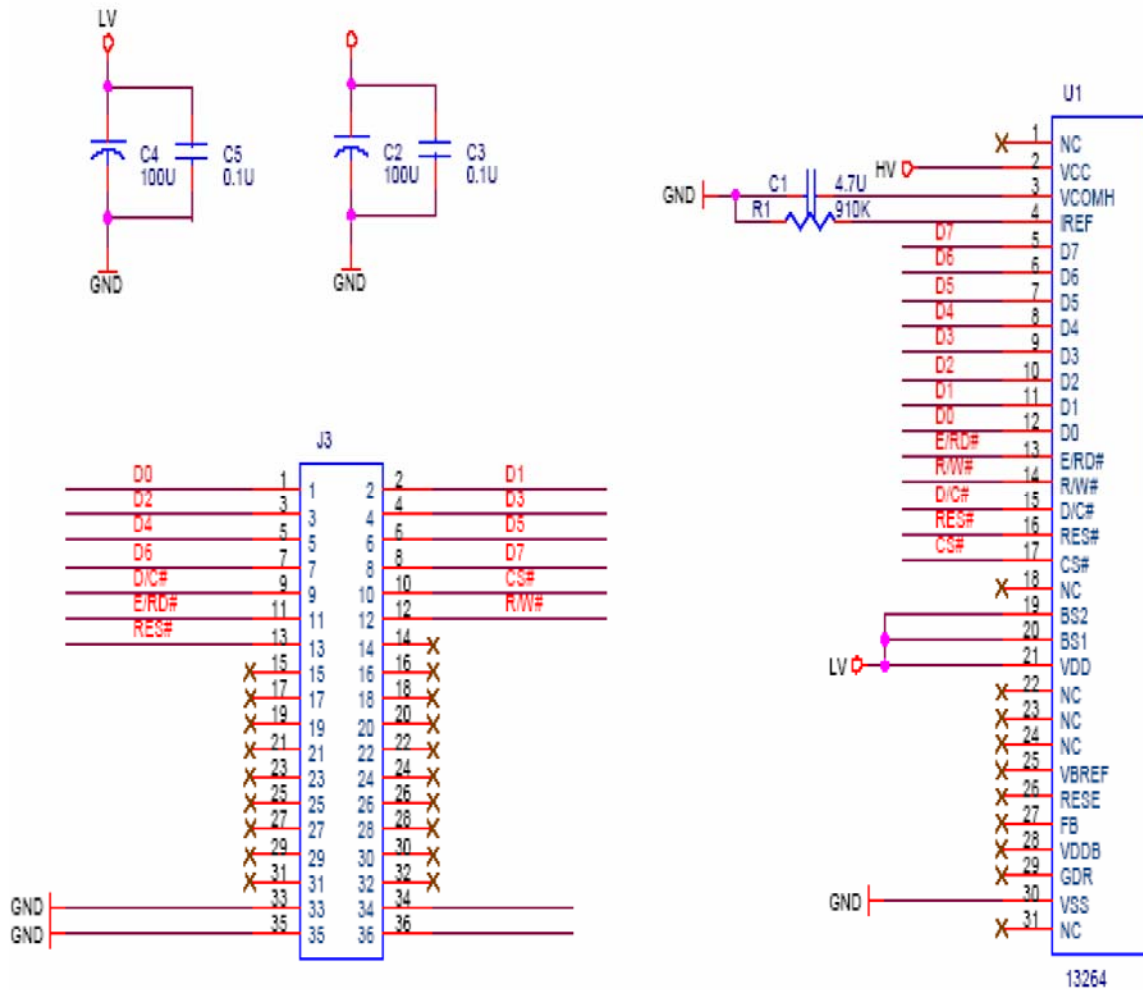 LV
C4
100U
C5
0.1U
GND
C2
100U
C3
0.1U
GND
U1
1 NC
HV 2 VCC
GND C1 4.7U 3 VCOMH
R1 910K 4 IREF
D7 5 D7
D6 6 D6
D5 7 D5
D4 8 D4
D3 9 D3
D2 10 D2
D1 11 D1
D0 12 D0
E/RD# 13 E/RD#
R/W# 14 R/W#
D/C# 15 D/C#
RES# 16 RES#
CS# 17 CS#
18 NC
19 BS2
20 BS1
LV 21 VDD
22 NC
23 NC
24 NC
25 VBREF
26 RESE
27 FB
28 VDDB
29 GDR
GND 30 VSS
31 NC
13264
J3
D0 1 1 2 2 D1
D2 3 3 4 4 D3
D4 5 5 6 6 D5
D6 7 7 8 8 D7
D/C# 9 9 10 10 CS#
E/RD# 11 11 12 12 R/W#
RES# 13 13 14 14
15 15 16 16
17 17 18 18
19 19 20 20
21 21 22 22
23 23 24 24
25 25 26 26
27 27 28 28
29 29 30 30
31 31 32 32
GND 33 33 34 34
GND 35 35 36 36